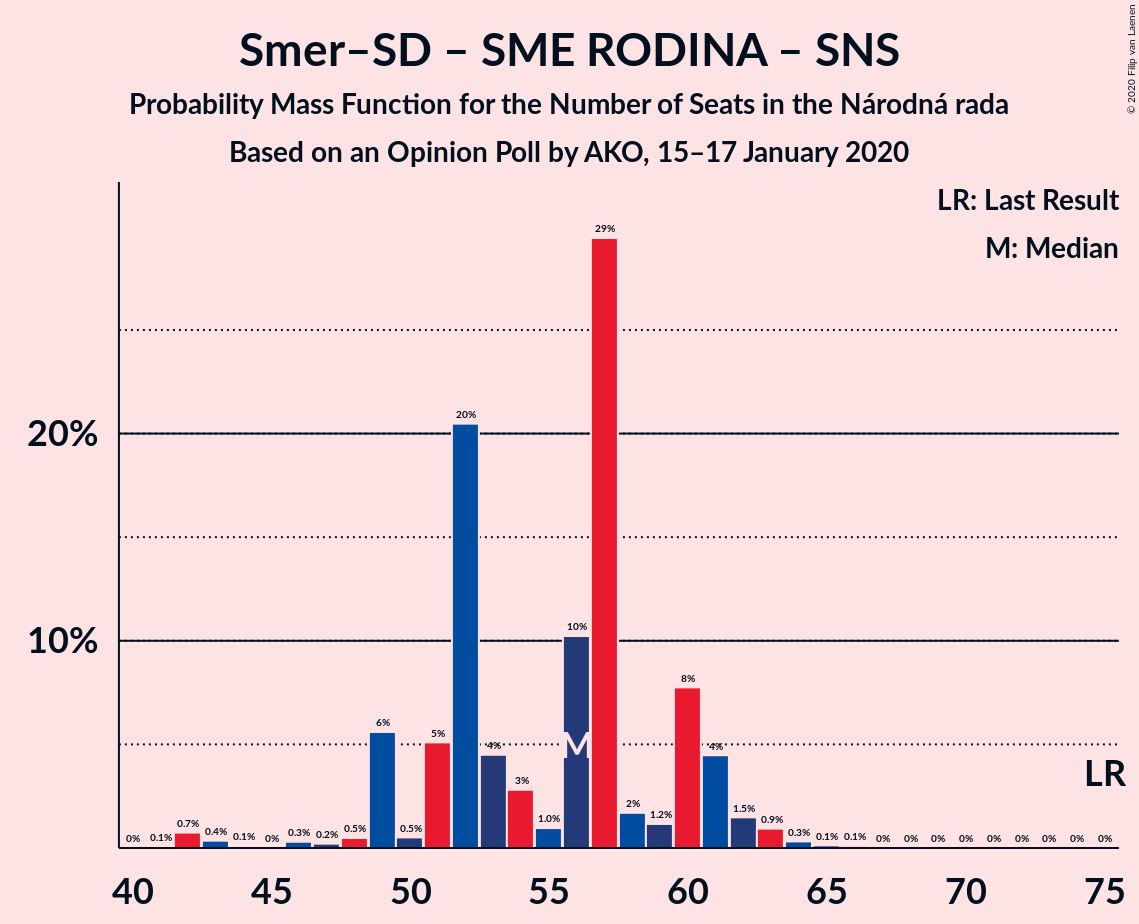 Smer–SD – SME RODINA – SNS
Probability Mass Function for the Number of Seats in the Národná rada
Based on an Opinion Poll by AKO, 15–17 January 2020
© 2020 Filip van Laenen
LR: Last Result
M: Median
29%
20%
20%
10%
10%
8%
6%
5%
4%
M
4%
3%
2%
LR
0% 0.1% 0.7% 0.4% 0.1% 0% 0.3% 0.2% 0.5% 0.5% 1.0% 1.2% 1.5% 0.9% 0.3% 0.1% 0.1% 0% 0% 0% 0% 0% 0% 0% 0% 0%
40 45 50 55 60 65 70 75